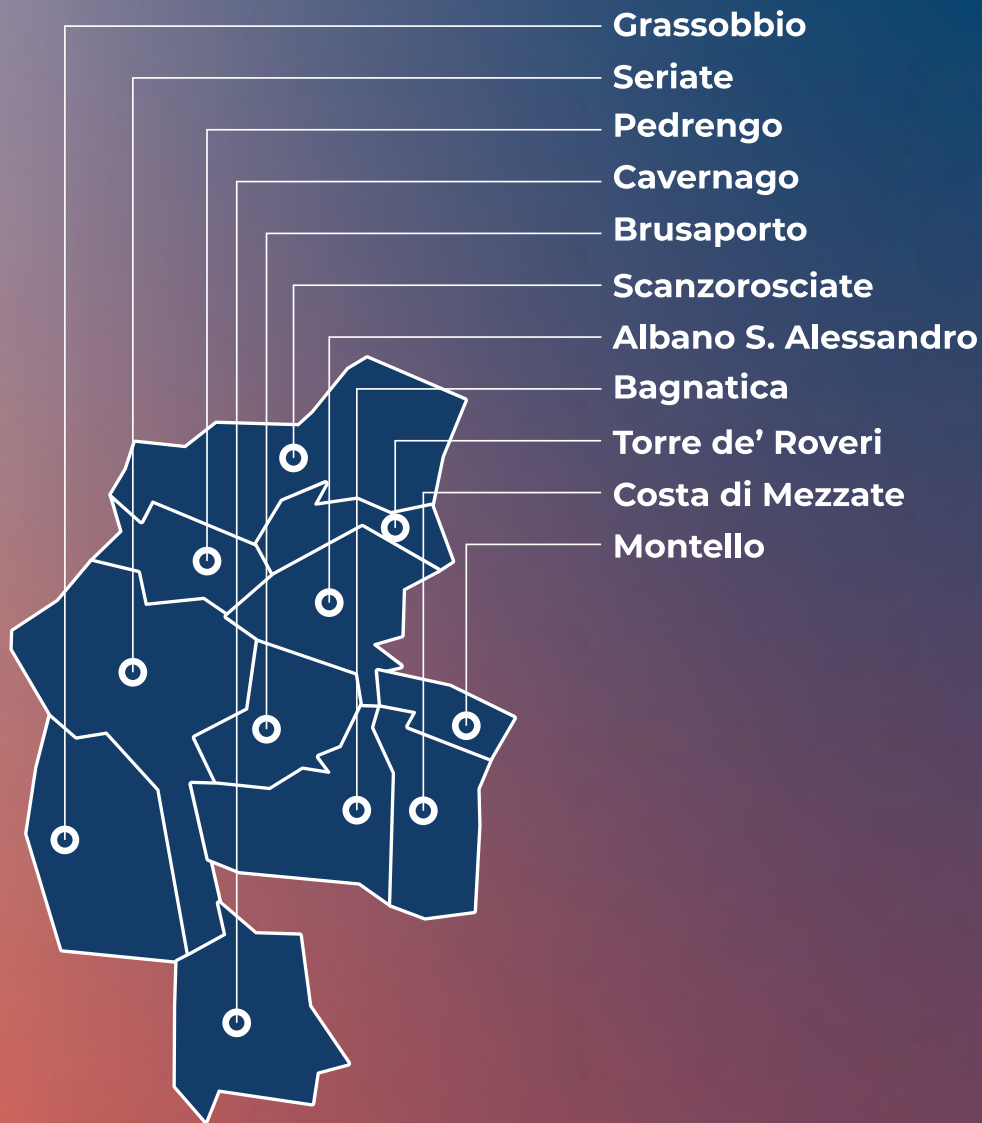 Grassobbio
Seriate
Pedrengo
Cavernago
Brusaporto
Scanzorosciate
Albano S. Alessandro
Bagnatica
Torre de’ Roveri
Costa di Mezzate
Montello